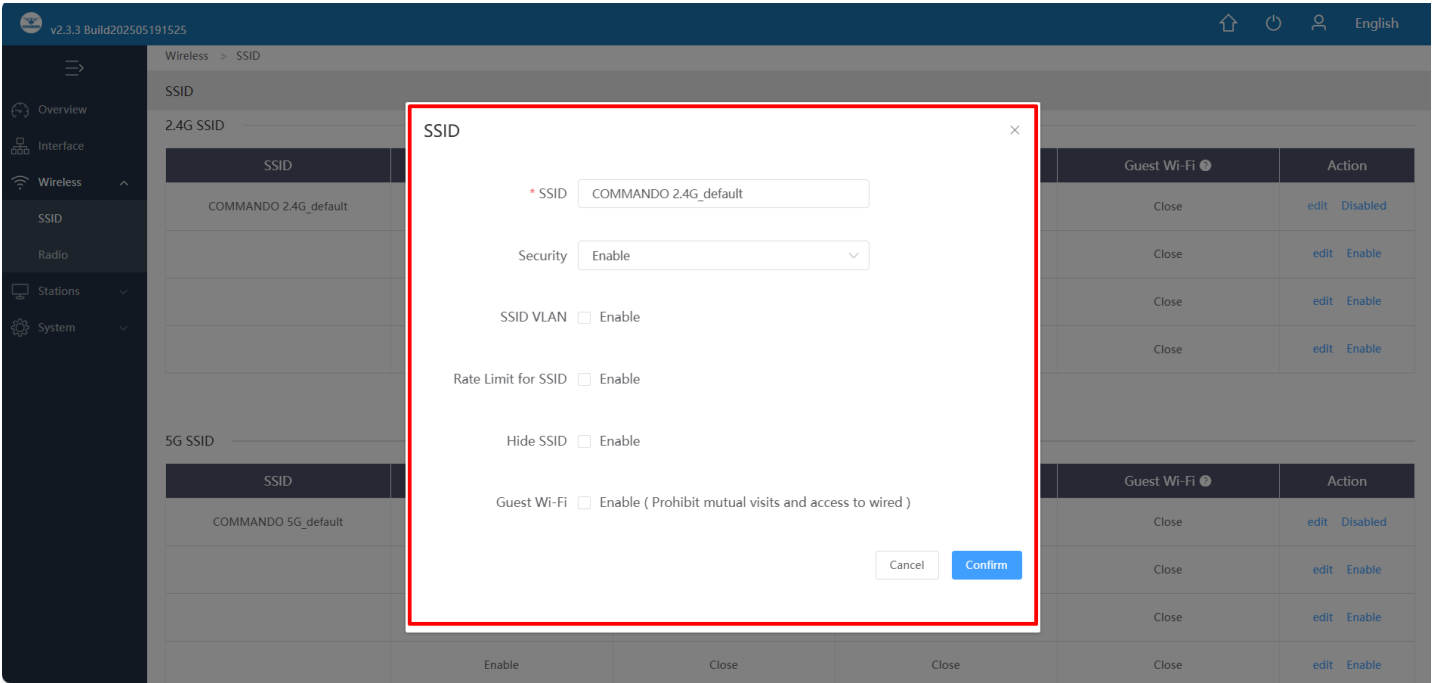 v2.3.3 Build202505191525
English
Wireless > SSID
Overview
Interface
Wireless
SSID
Radio
Stations
System
SSID
2.4G SSID
SSID Guest Wi-Fi Action
COMMANDO 2.4G_default Close edit Disabled
Close edit Enable
Close edit Enable
Close edit Enable
5G SSID
SSID Guest Wi-Fi Action
COMMANDO 5G_default Close edit Disabled
Close edit Enable
Close edit Enable
Enable Close Close Close edit Enable
SSID
* SSID COMMANDO 2.4G_default
Security Enable
SSID VLAN Enable
Rate Limit for SSID Enable
Hide SSID Enable
Guest Wi-Fi Enable ( Prohibit mutual visits and access to wired )
Cancel Confirm